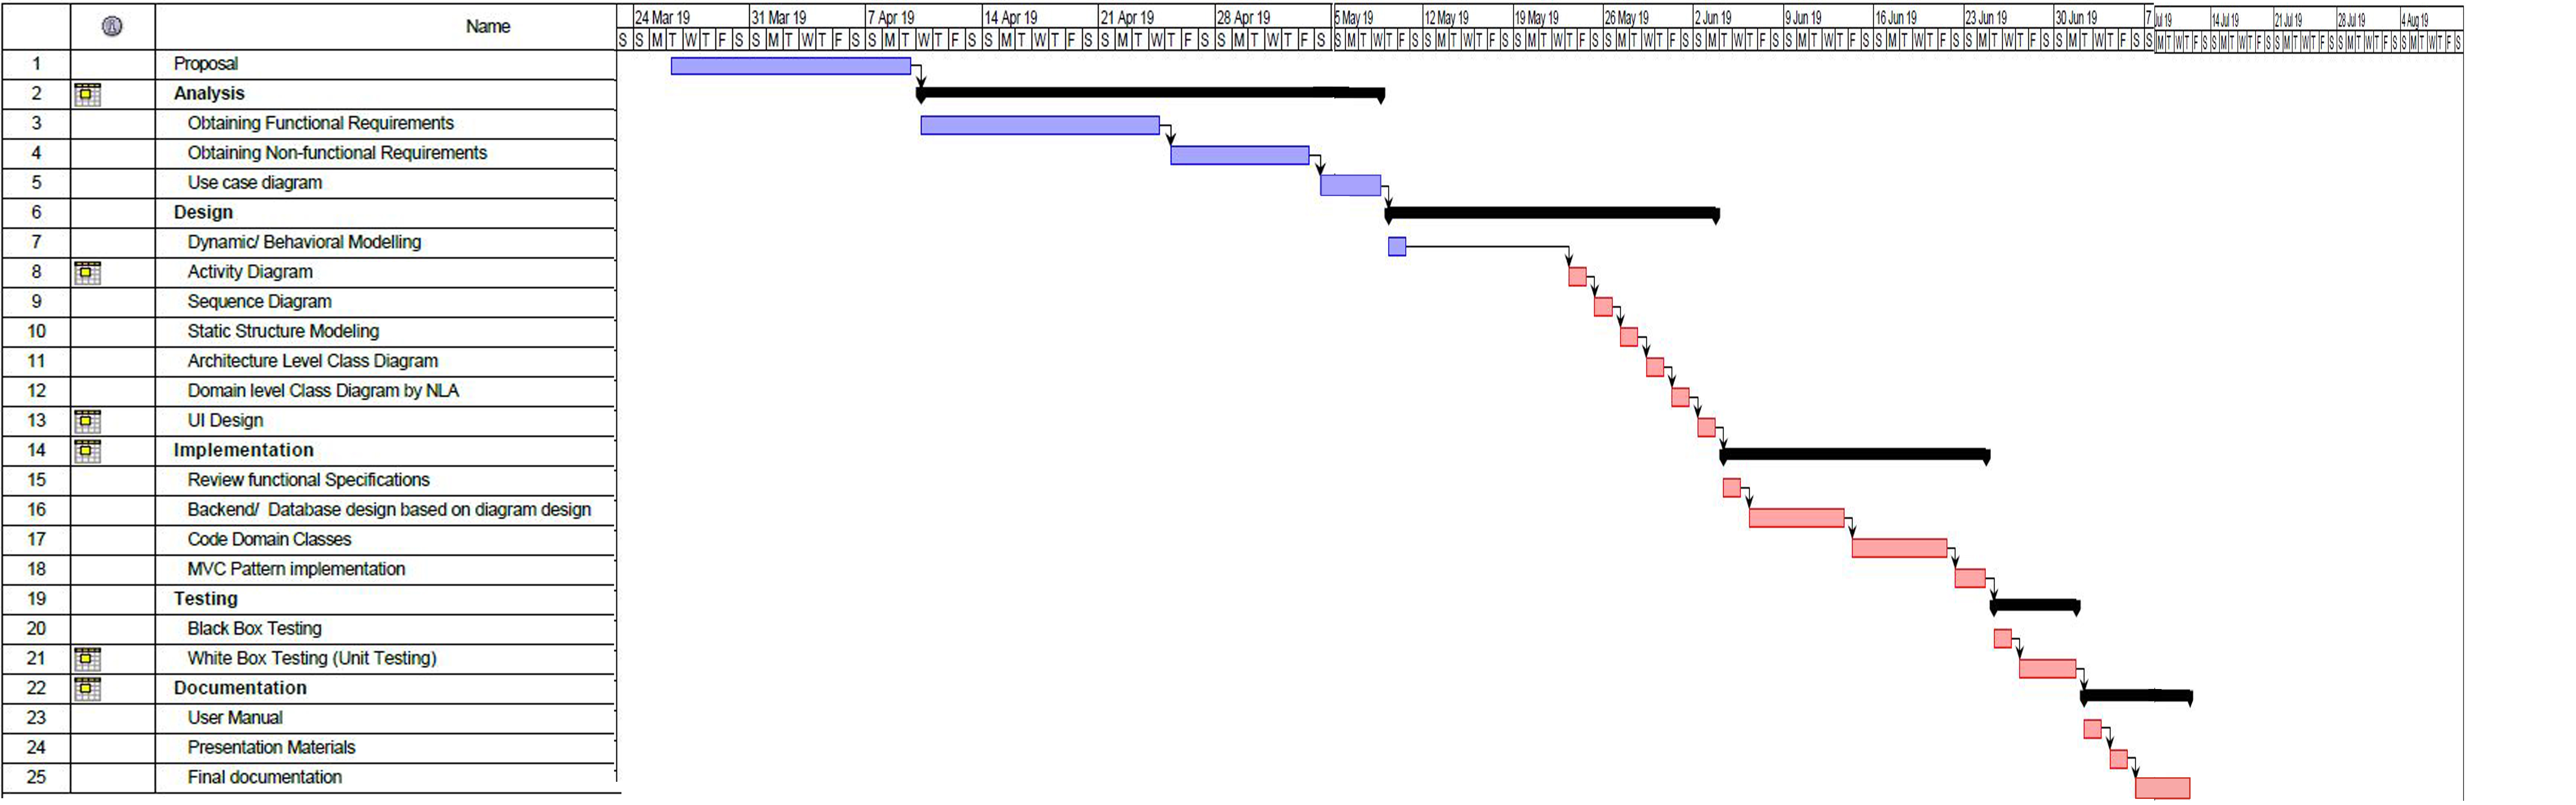 Name 24 Mar 19 31 Mar 19 7 Apr 19 14 Apr 19 21 Apr 19 28 Apr 19 5 May 19 12 May 19 19 May 19 26 May 19 2 Jun 19 9 Jun 19 16 Jun 19 23 Jun 19 30 Jun 19 7 Jul 19 14 Jul 19 21 Jul 19 28 Jul 19 4 Aug 19
S S M T W T F S S M T W T F S S M T W T F S S M T W T F S S M T W T F S S M T W T F S S M T W T F S S M T W T F S S M T W T F S S M T W T F S S M T W T F S S M T W T F S S M T W T F S S M T W T F S S M T W T F S S M T W T F S S M T W T F S S M T W T F S S M T W T F S S M T W T F S
1 Proposal
2 Analysis
3 Obtaining Functional Requirements
4 Obtaining Non-functional Requirements
5 Use case diagram
6 Design
7 Dynamic/ Behavioral Modelling
8 Activity Diagram
9 Sequence Diagram
10 Static Structure Modeling
11 Architecture Level Class Diagram
12 Domain level Class Diagram by NLA
13 UI Design
14 Implementation
15 Review functional Specifications
16 Backend/ Database design based on diagram design
17 Code Domain Classes
18 MVC Pattern implementation
19 Testing
20 Black Box Testing
21 White Box Testing (Unit Testing)
22 Documentation
23 User Manual
24 Presentation Materials
25 Final documentation